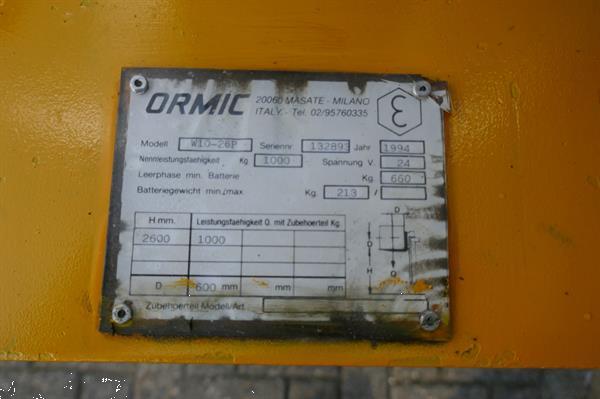 ORMIC 20060 MASATE - MILANO
ITALY - Tel. 02/95760335
Modell W10-26P Seriennr 132893 Jahr 1994
Nennleistungsfaehigkeit Kg. 1000 Spannung V. 24
Leerphase min. Batterie Kg. 660
Batteriegewicht min./max. Kg. 213 /
H mm. Leistungsfaehigkeit Q. mit Zubehoerteil Kg.
2600 1000
D 600 mm mm mm
Zubehoerteil Modell/Art.
D
D
H
Q